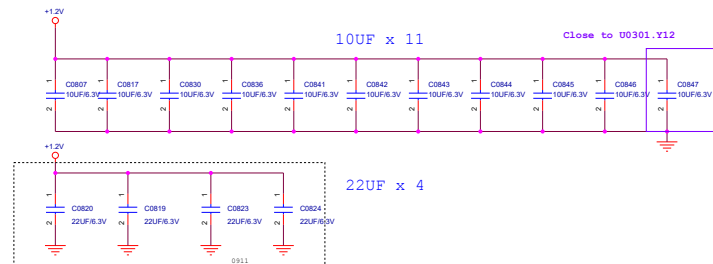 +1.2V
10UF x 11
Close to U0301.Y12
1 1 1 1 1 1 1 1 1 1 1
C0807 C0817 C0830 C0836 C0841 C0842 C0843 C0844 C0845 C0846 C0847
10UF/6.3V 10UF/6.3V 10UF/6.3V 10UF/6.3V 10UF/6.3V 10UF/6.3V 10UF/6.3V 10UF/6.3V 10UF/6.3V 10UF/6.3V 10UF/6.3V
2 2 2 2 2 2 2 2 2 2 2
+1.2V
22UF x 4
1 1 1 1
C0820 C0819 C0823 C0824
22UF/6.3V 22UF/6.3V 22UF/6.3V 22UF/6.3V
2 2 2 2
0911